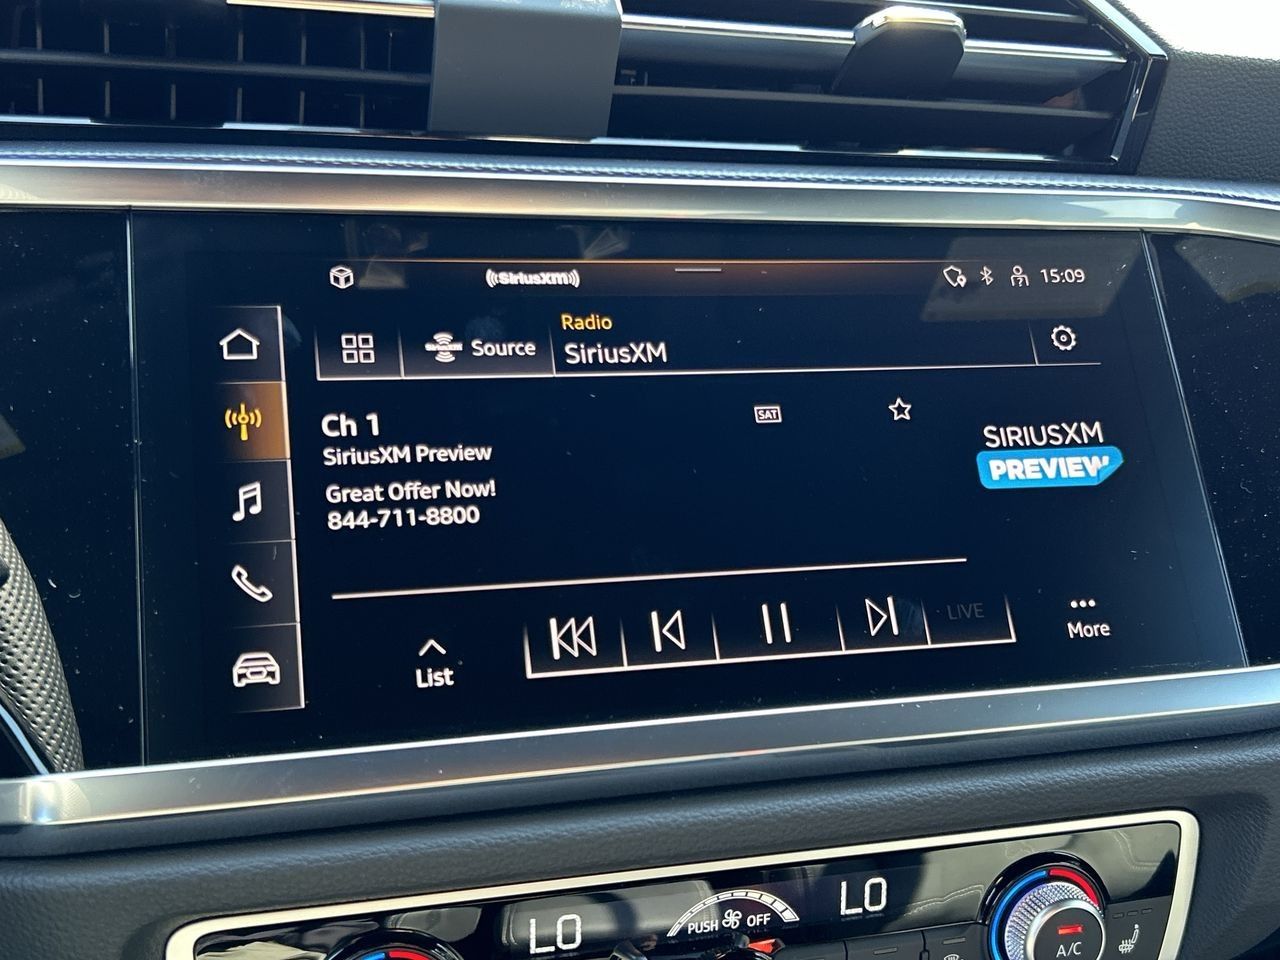 ((SiriusXM))
15:09
Radio
SiriusXM
Source
SiriusXM
Ch 1
SAT
SiriusXM Preview
Great Offer Now!
844-711-8800
SIRIUSXM
PREVIEW
List
LIVE
More
LO
PUSH OFF
LO
A/C